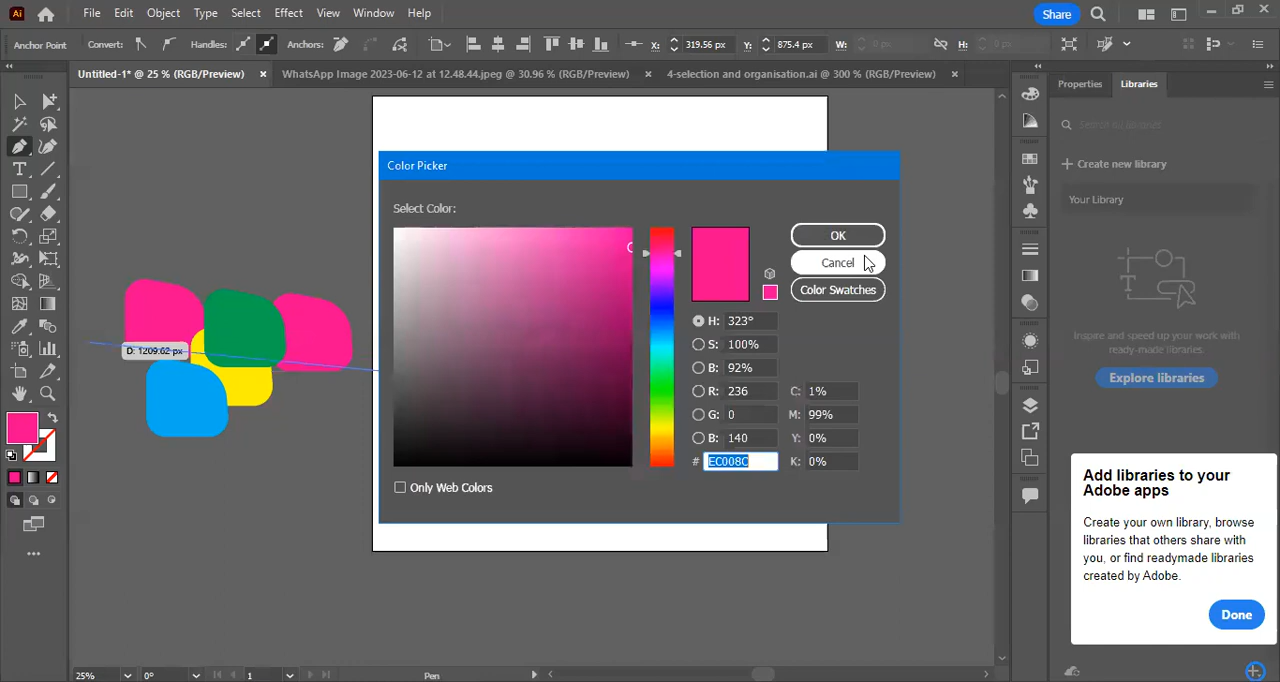 Ai File Edit Object Type Select Effect View Window Help Share
Anchor Point Convert: Handles: Anchors: X: 319.56 px Y: 875.4 px W: 0 px H: 0 px
Untitled-1* @ 25 % (RGB/Preview) × WhatsApp Image 2023-06-12 at 12.48.44.jpeg @ 30.96 % (RGB/Preview) × 4-selection and organisation.ai @ 300 % (RGB/Preview) ×
Properties Libraries
Color Picker
Select Color:
OK
Cancel
Color Swatches
H: 323°
S: 100%
B: 92%
R: 236 C: 1%
G: 0 M: 99%
B: 140 Y: 0%
# EC008C K: 0%
Only Web Colors
D: 1209.62 px
Create new library
Your Library
Inspire and speed up your work with
ready-made libraries.
Explore libraries
Add libraries to your
Adobe apps
Create your own library, browse
libraries that others share with
you, or find readymade libraries
created by Adobe.
Done
25% 0° 1 Pen